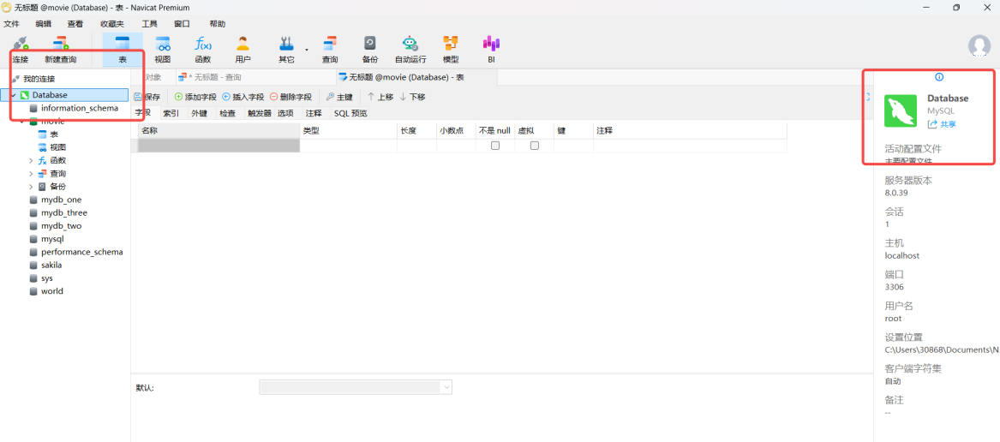 无标题 @movie (Database) - 表 - Navicat Premium
文件 编辑 查看 收藏夹 工具 窗口 帮助
连接 新建查询 表 视图 函数 用户 其它 查询 备份 自动运行 模型 BI
我的连接
Database
information_schema
movie
表
视图
函数
查询
备份
mydb_one
mydb_three
mydb_two
mysql
performance_schema
sakila
sys
world
对象 * 无标题 - 查询 无标题 @movie (Database) - 表
保存 添加字段 插入字段 删除字段 主键 上移 下移
字段 索引 外键 检查 触发器 选项 注释 SQL 预览
名称 类型 长度 小数点 不是 null 虚拟 键 注释
默认:
Database
MySQL
共享
活动配置文件
主要配置文件
服务器版本
8.0.39
会话
1
主机
localhost
端口
3306
用户名
root
设置位置
C:\Users\30868\Documents\N
客户端字符集
自动
备注
--